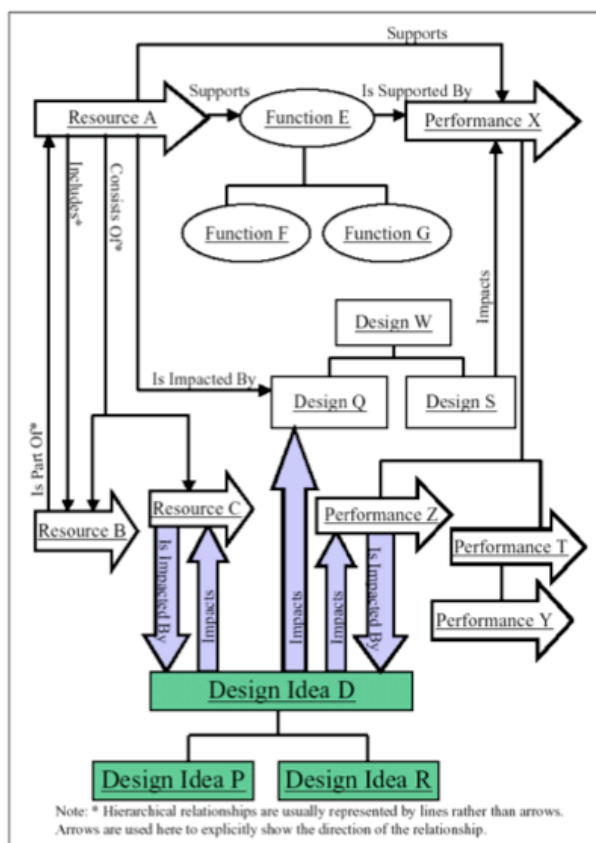 Supports
Supports
Is Supported By
Resource A
Function E
Performance X
Includes*
Consists Of*
Function F
Function G
Impacts
Design W
Is Impacted By
Design Q
Design S
Is Part Of*
Resource B
Resource C
Performance Z
Performance T
Performance Y
Is Impacted By
Impacts
Impacts
Impacts
Is Impacted By
Design Idea D
Design Idea P
Design Idea R
Note: * Hierarchical relationships are usually represented by lines rather than arrows.
Arrows are used here to explicitly show the direction of the relationship.